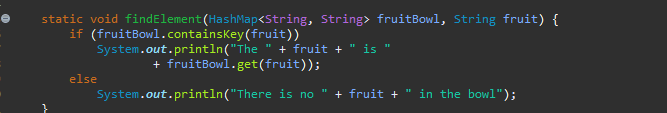 static void findElement(HashMap<String, String> fruitBowl, String fruit) {
    if (fruitBowl.containsKey(fruit))
        System.out.println("The " + fruit + " is "
                + fruitBowl.get(fruit));
    else
        System.out.println("There is no " + fruit + " in the bowl");
}